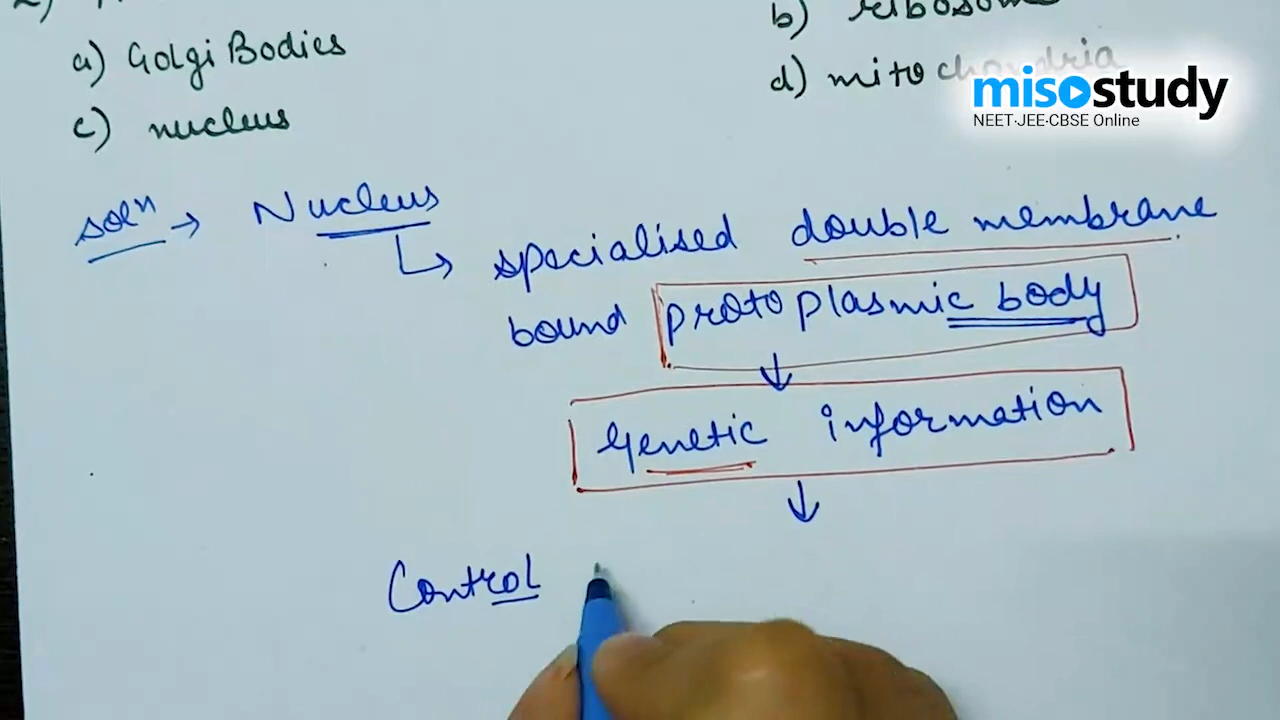 b) ribosome
a) Golgi Bodies
d) mitochondria
c) nucleus
misostudy
NEET-JEE-CBSE Online
solⁿ → Nucleus
↳ specialised double membrane
bound protoplasmic body
↓
Genetic information
↓
Control